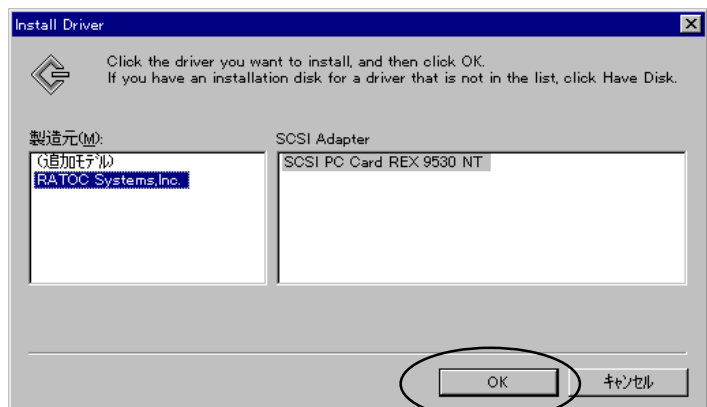 Install Driver
Click the driver you want to install, and then click OK.
If you have an installation disk for a driver that is not in the list, click Have Disk.
製造元(M):
SCSI Adapter
(追加ﾓﾃﾞﾙ)
RATOC Systems,Inc.
SCSI PC Card REX 9530 NT
OK
ｷｬﾝｾﾙ